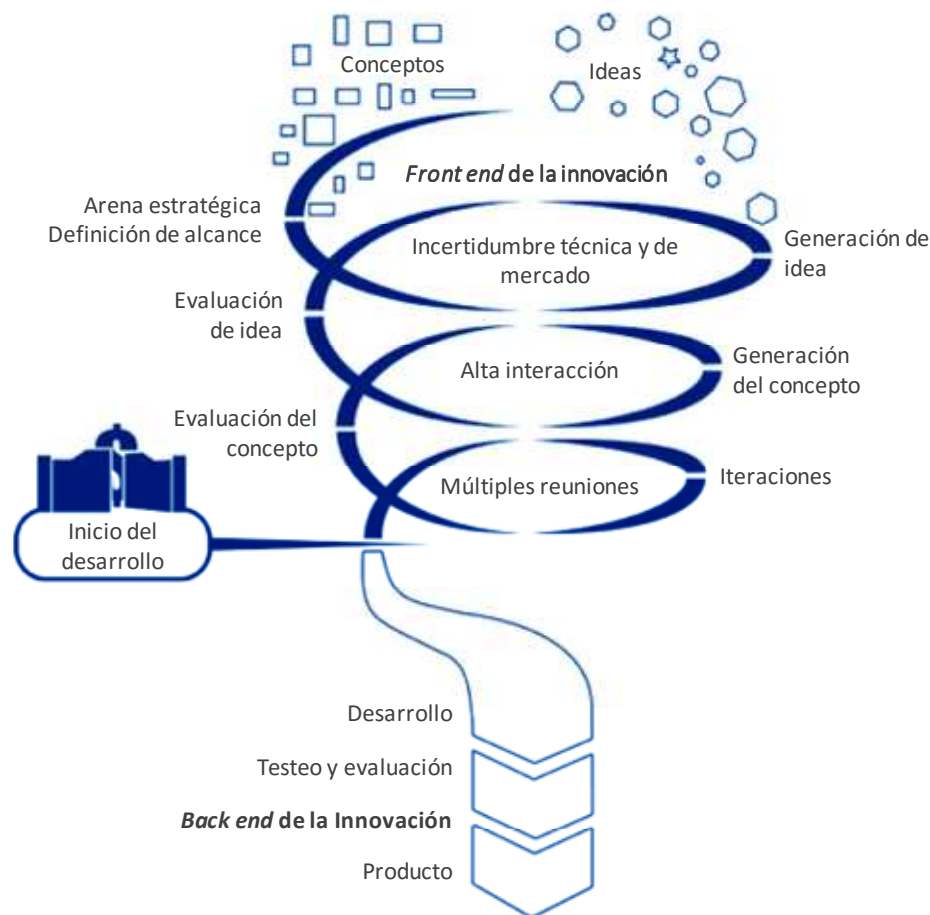 Conceptos
Ideas
Front end de la innovación
Arena estratégica
Definición de alcance
Incertidumbre técnica y de
mercado
Generación de
idea
Evaluación
de idea
Alta interacción
Generación
del concepto
Evaluación del
concepto
Múltiples reuniones
Iteraciones
$
Inicio del
desarrollo
Desarrollo
Testeo y evaluación
Back end de la Innovación
Producto